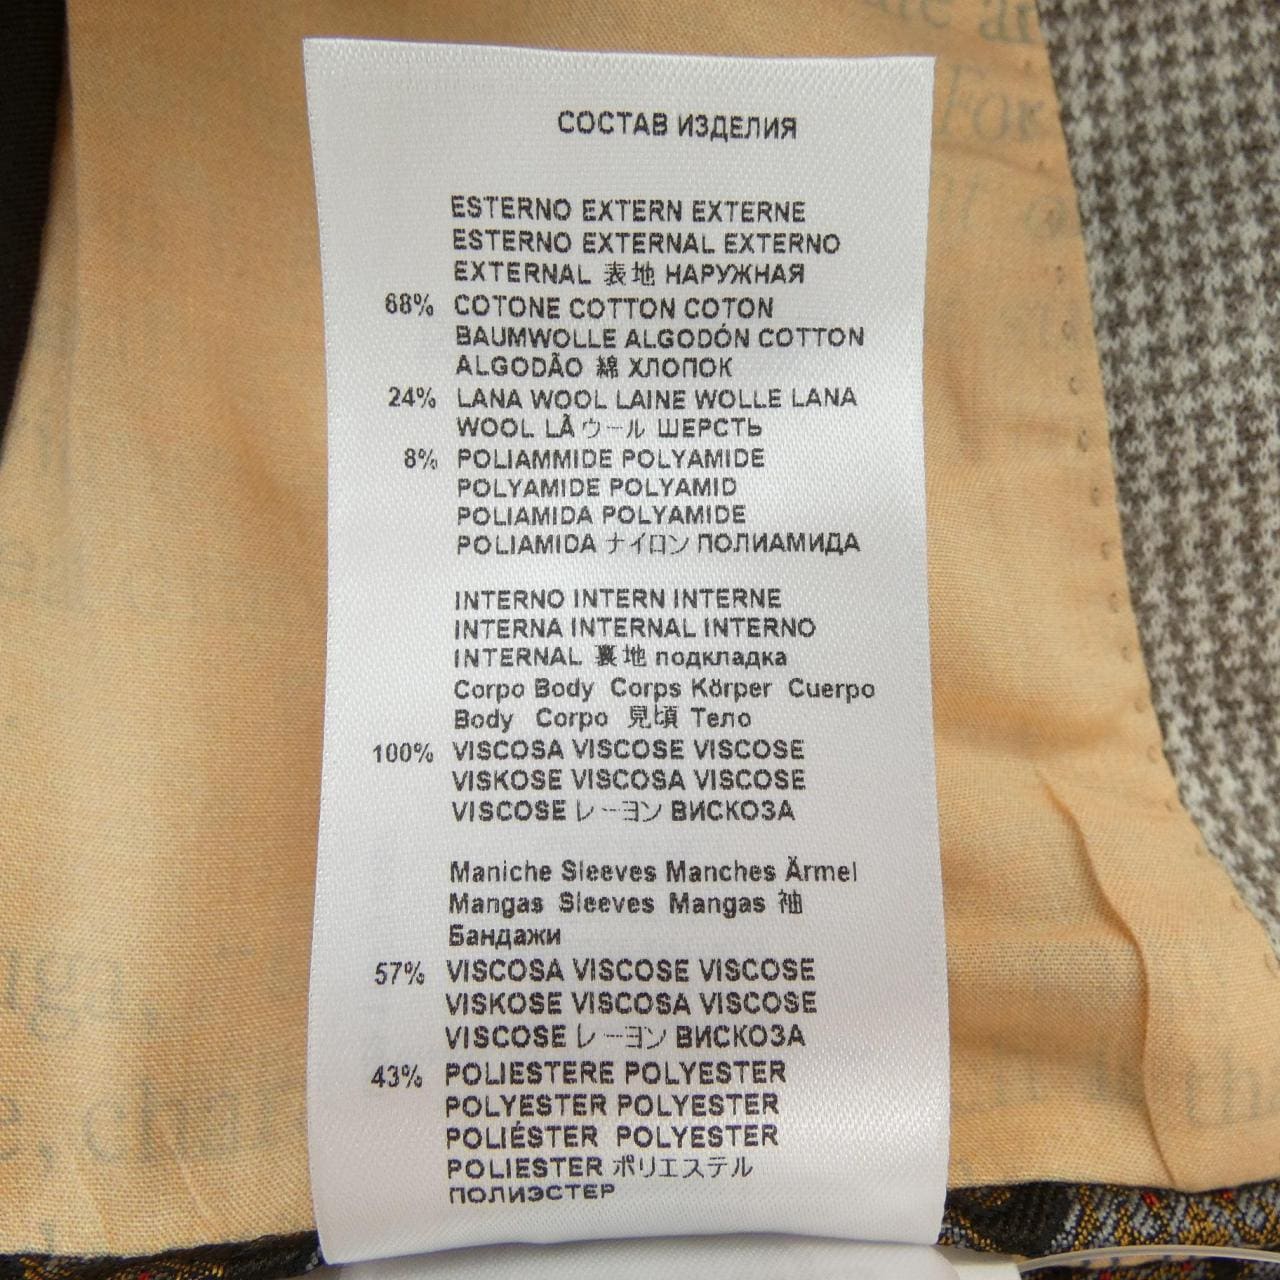 СОСТАВ ИЗДЕЛИЯ
ESTERNO EXTERN EXTERNE
ESTERNO EXTERNAL EXTERNO
EXTERNAL 表地 НАРУЖНАЯ
68% COTONE COTTON COTON
BAUMWOLLE ALGODÓN COTTON
ALGODÃO 綿 ХЛОПОК
24% LANA WOOL LAINE WOLLE LANA
WOOL LÃ ウール ШЕРСТЬ
8% POLIAMMIDE POLYAMIDE
POLYAMIDE POLYAMID
POLIAMIDA POLYAMIDE
POLIAMIDA ナイロン ПОЛИАМИДА
INTERNO INTERN INTERNE
INTERNA INTERNAL INTERNO
INTERNAL 裏地 подкладка
Corpo Body Corps Körper Cuerpo
Body Corpo 見頃 Тело
100% VISCOSA VISCOSE VISCOSE
VISKOSE VISCOSA VISCOSE
VISCOSE レーヨン ВИСКОЗА
Maniche Sleeves Manches Ärmel
Mangas Sleeves Mangas 袖
Бандажи
57% VISCOSA VISCOSE VISCOSE
VISKOSE VISCOSA VISCOSE
VISCOSE レーヨン ВИСКОЗА
43% POLIESTERE POLYESTER
POLYESTER POLYESTER
POLIÉSTER POLYESTER
POLIESTER ポリエステル
ПОЛИЭСТЕР
For